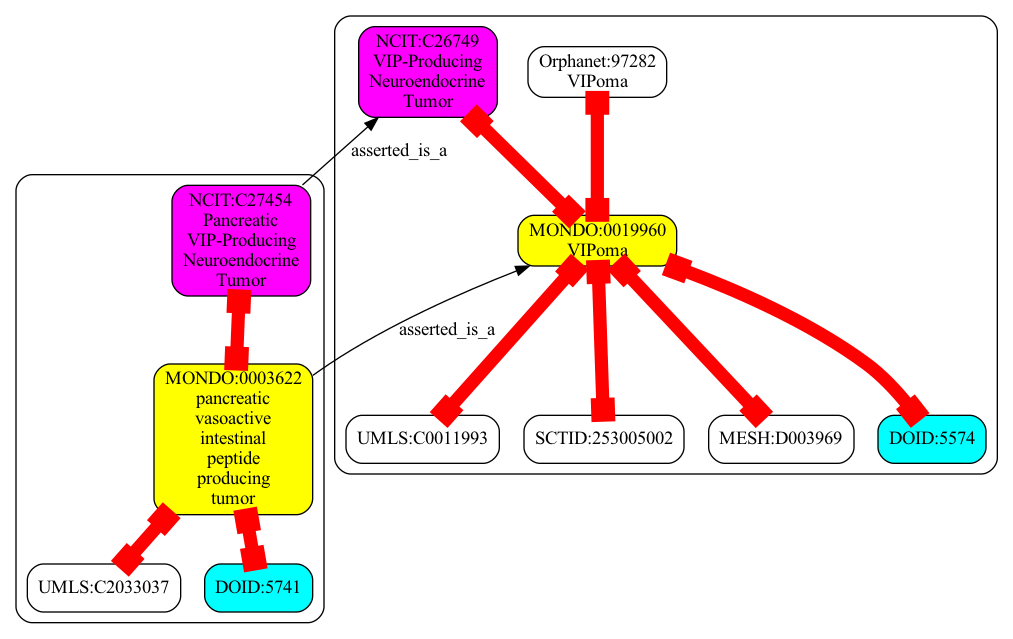 NCIT:C26749
VIP-Producing
Neuroendocrine
Tumor
Orphanet:97282
VIPoma
asserted_is_a
NCIT:C27454
Pancreatic
VIP-Producing
Neuroendocrine
Tumor
MONDO:0019960
VIPoma
asserted_is_a
MONDO:0003622
pancreatic
vasoactive
intestinal
peptide
producing
tumor
UMLS:C0011993
SCTID:253005002
MESH:D003969
DOID:5574
UMLS:C2033037
DOID:5741